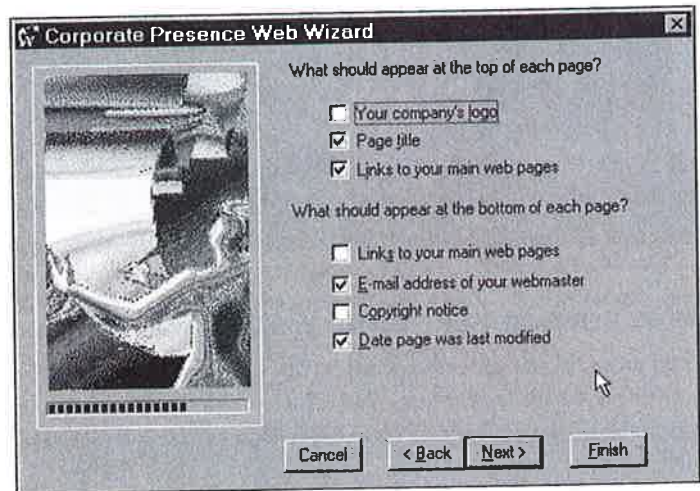 Corporate Presence Web Wizard
What should appear at the top of each page?
Your company's logo
Page title
Links to your main web pages
What should appear at the bottom of each page?
Links to your main web pages
E-mail address of your webmaster
Copyright notice
Date page was last modified
Cancel
< Back
Next >
Finish